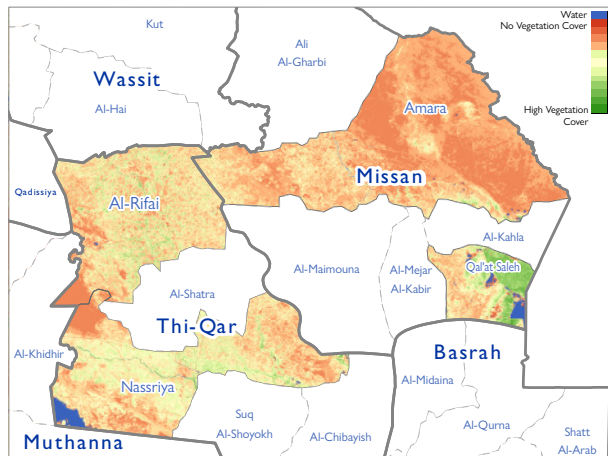 Kut
Ali
Al-Gharbi
Water
No Vegetation Cover
High Vegetation
Cover
Wassit
Al-Hai
Amara
Missan
Qadissiya
Al-Rifai
Al-Kahla
Qal'at Saleh
Al-Maimouna
Al-Mejar
Al-Kabir
Al-Shatra
Thi-Qar
Al-Khidhir
Basrah
Al-Midaina
Nassriya
Suq
Al-Shoyokh
Al-Chibayish
Al-Qurna
Shatt
Al-Arab
Muthanna